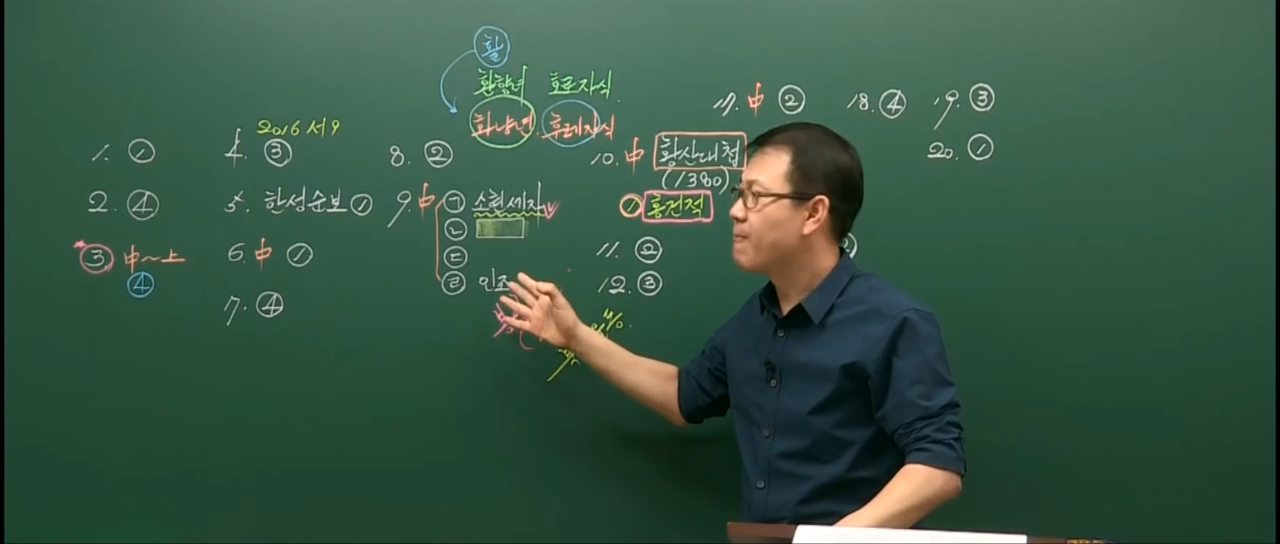 활
환향녀 호로자식
화냥년 후레자식
2016 서9
1. ①
2. ④
③ 中~上
④
4. ③
5. 한성순보 ①
6. 中 ①
7. ④
8. ②
9. 中 ㉠ 소현세자
㉡
㉢
㉣ 인조
10. 中 황산대첩
(1380)
① 홍건적
11. ②
12. ③
17. 中 ②
18. ④
19. ③
20. ①